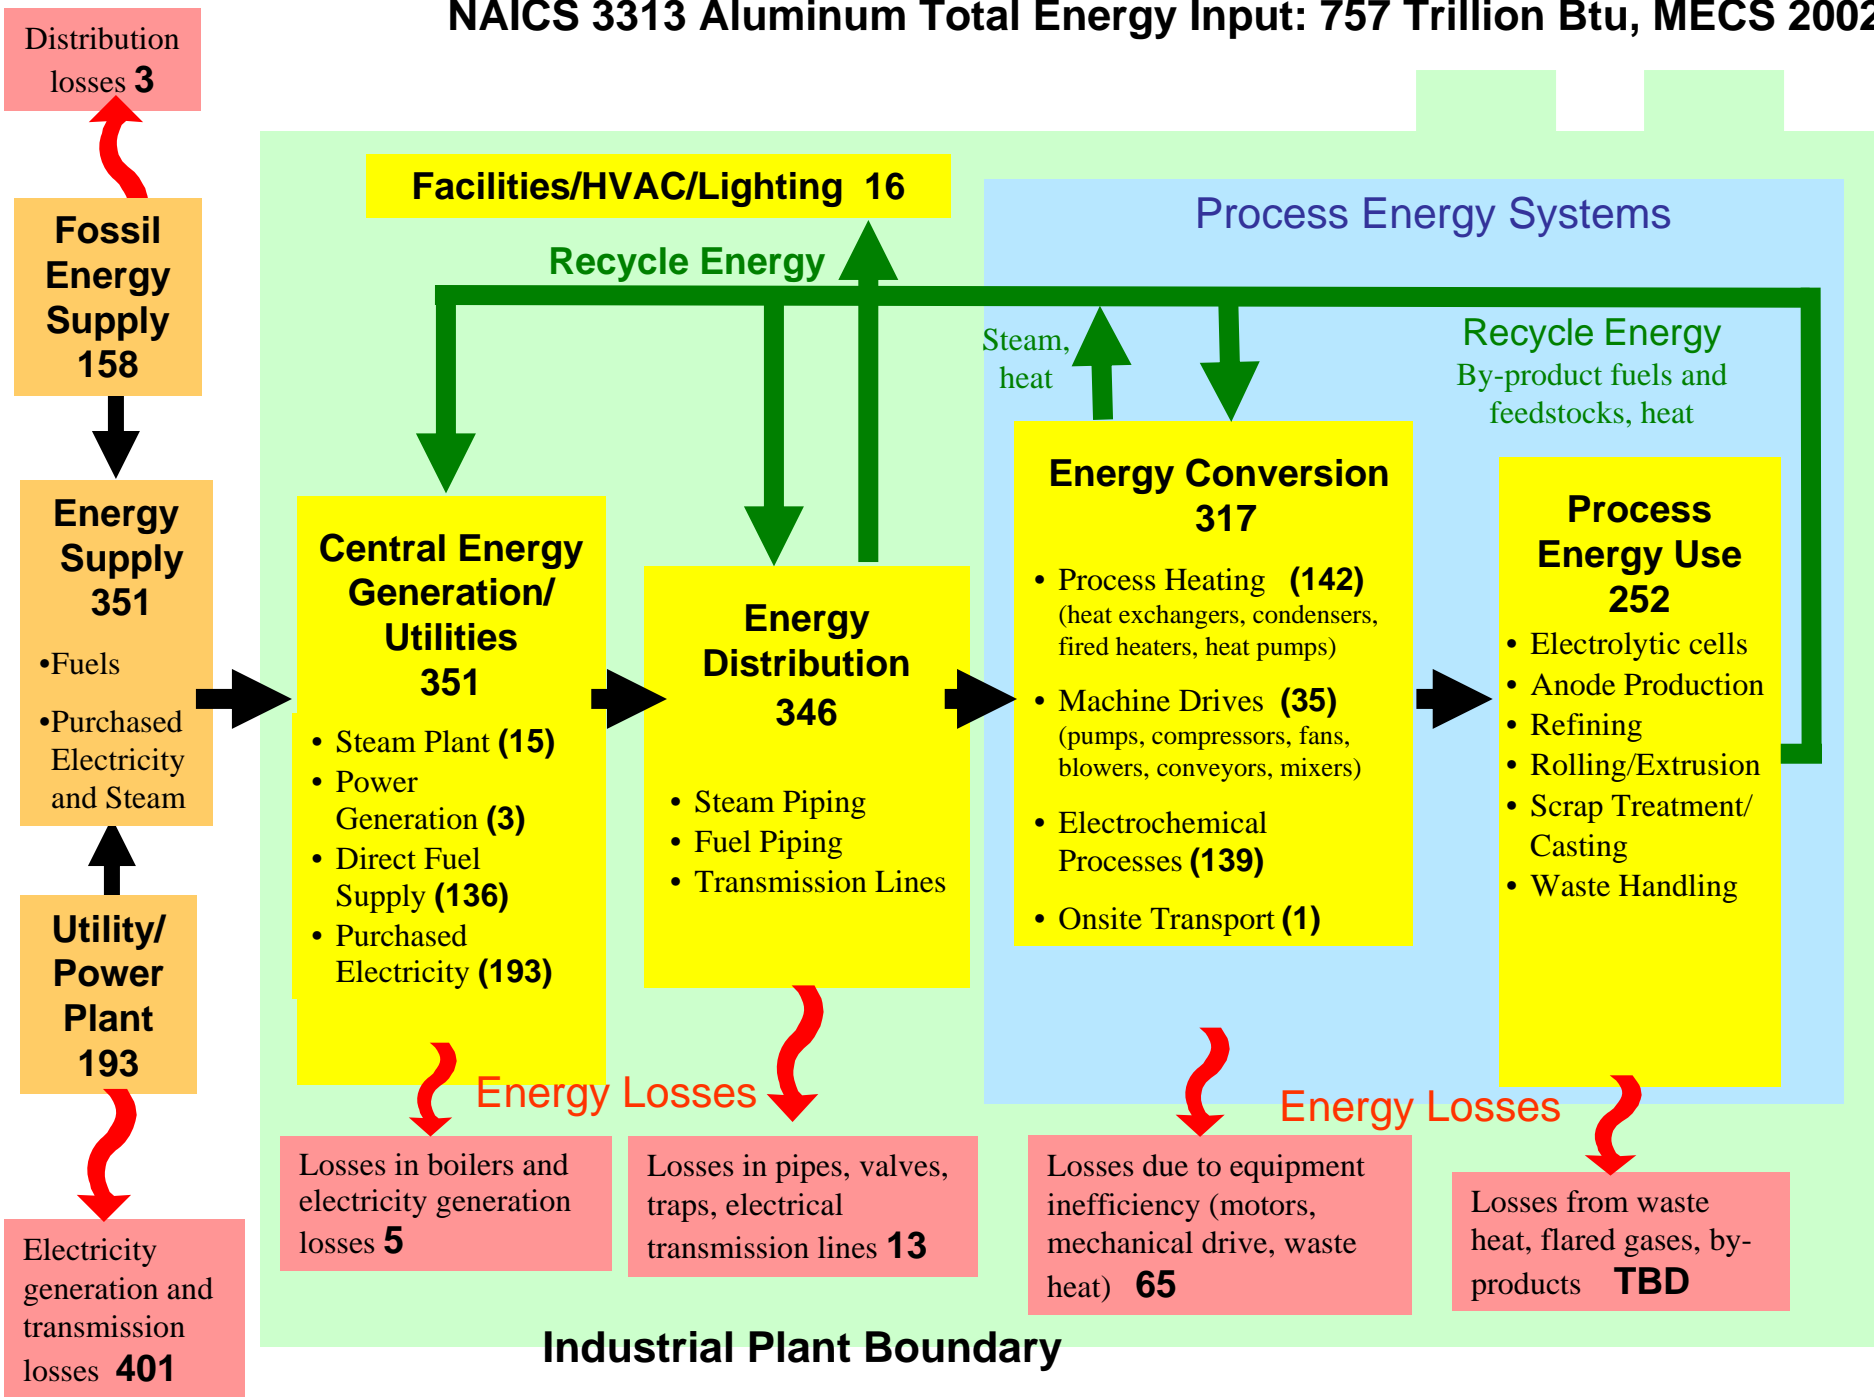 NAICS 3313 Aluminum Total Energy Input: 757 Trillion Btu, MECS 2002
Distribution
losses 3
Fossil
Energy
Supply
158
Energy
Supply
351
•Fuels
•Purchased
Electricity
and Steam
Utility/
Power
Plant
193
Electricity
generation and
transmission
losses 401
Facilities/HVAC/Lighting 16
Recycle Energy
Process Energy Systems
Steam,
heat
Recycle Energy
By-product fuels and
feedstocks, heat
Central Energy
Generation/
Utilities
351
• Steam Plant (15)
• Power
Generation (3)
• Direct Fuel
Supply (136)
• Purchased
Electricity (193)
Energy
Distribution
346
• Steam Piping
• Fuel Piping
• Transmission Lines
Energy Conversion
317
• Process Heating (142)
(heat exchangers, condensers,
fired heaters, heat pumps)
• Machine Drives (35)
(pumps, compressors, fans,
blowers, conveyors, mixers)
• Electrochemical
Processes (139)
• Onsite Transport (1)
Process
Energy Use
252
• Electrolytic cells
• Anode Production
• Refining
• Rolling/Extrusion
• Scrap Treatment/
Casting
• Waste Handling
Energy Losses
Energy Losses
Losses in boilers and
electricity generation
losses 5
Losses in pipes, valves,
traps, electrical
transmission lines 13
Losses due to equipment
inefficiency (motors,
mechanical drive, waste
heat) 65
Losses from waste
heat, flared gases, by-
products TBD
Industrial Plant Boundary